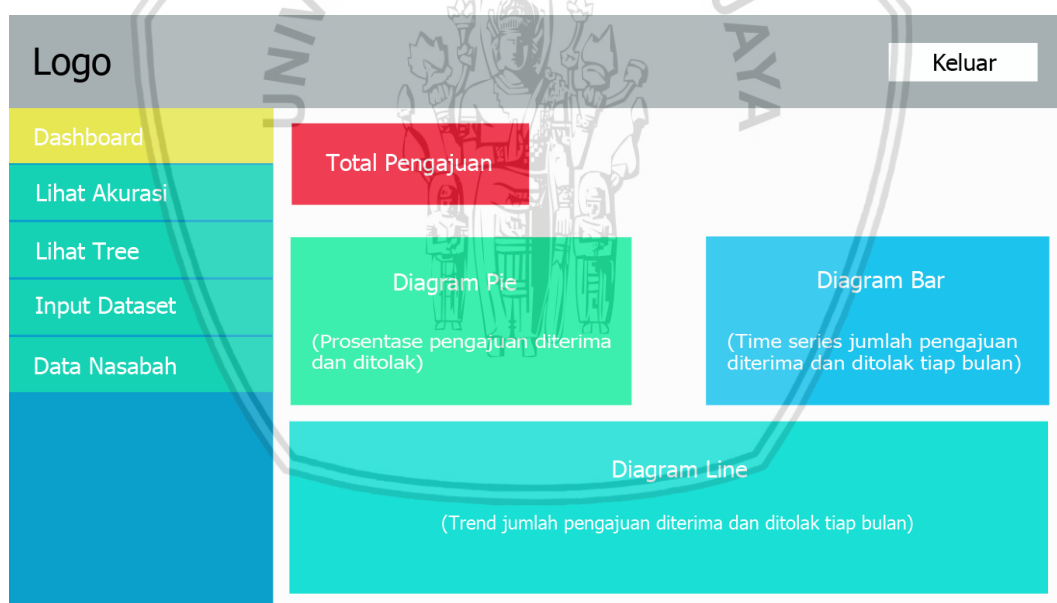 Logo
Keluar
Dashboard
Lihat Akurasi
Lihat Tree
Input Dataset
Data Nasabah
Total Pengajuan
Diagram Pie
(Prosentase pengajuan diterima
dan ditolak)
Diagram Bar
(Time series jumlah pengajuan
diterima dan ditolak tiap bulan)
Diagram Line
(Trend jumlah pengajuan diterima dan ditolak tiap bulan)
UNIV
JAYA